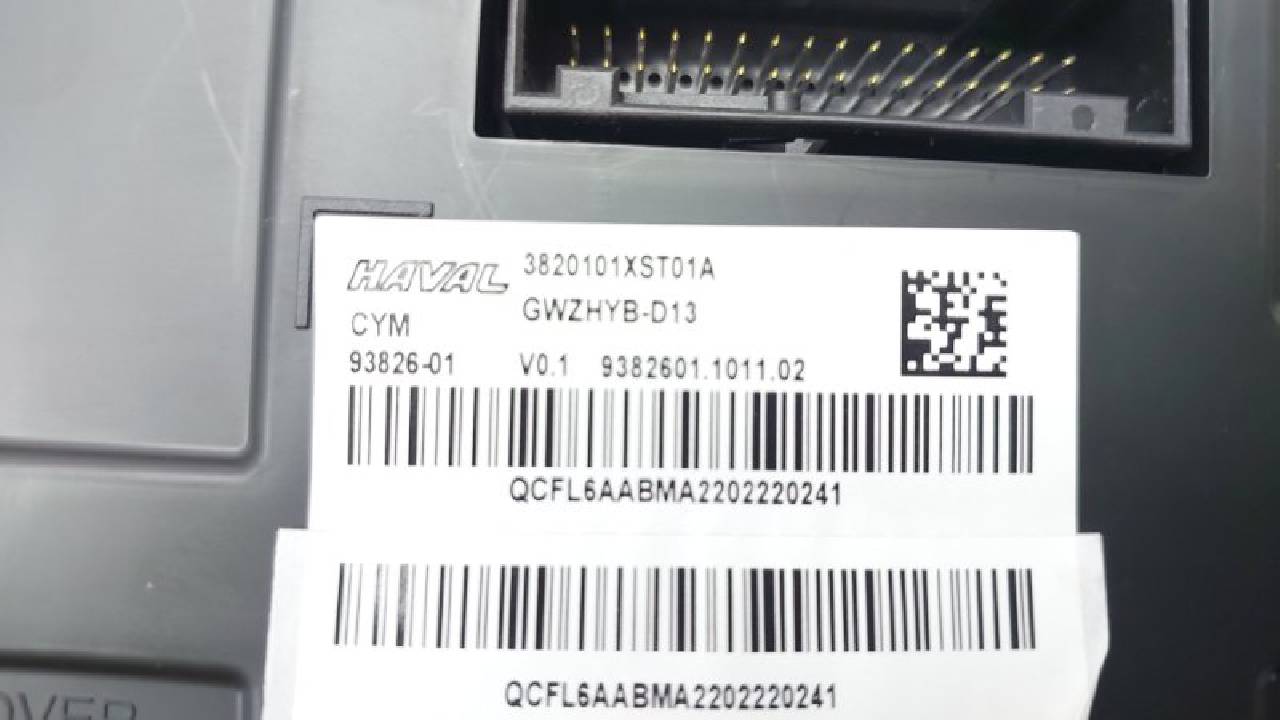 HAVAL 3820101XST01A
GWZHYB-D13
CYM
93826-01 V0.1 9382601.1011.02
QCFL6AABMA2202220241
QCFL6AABMA2202220241